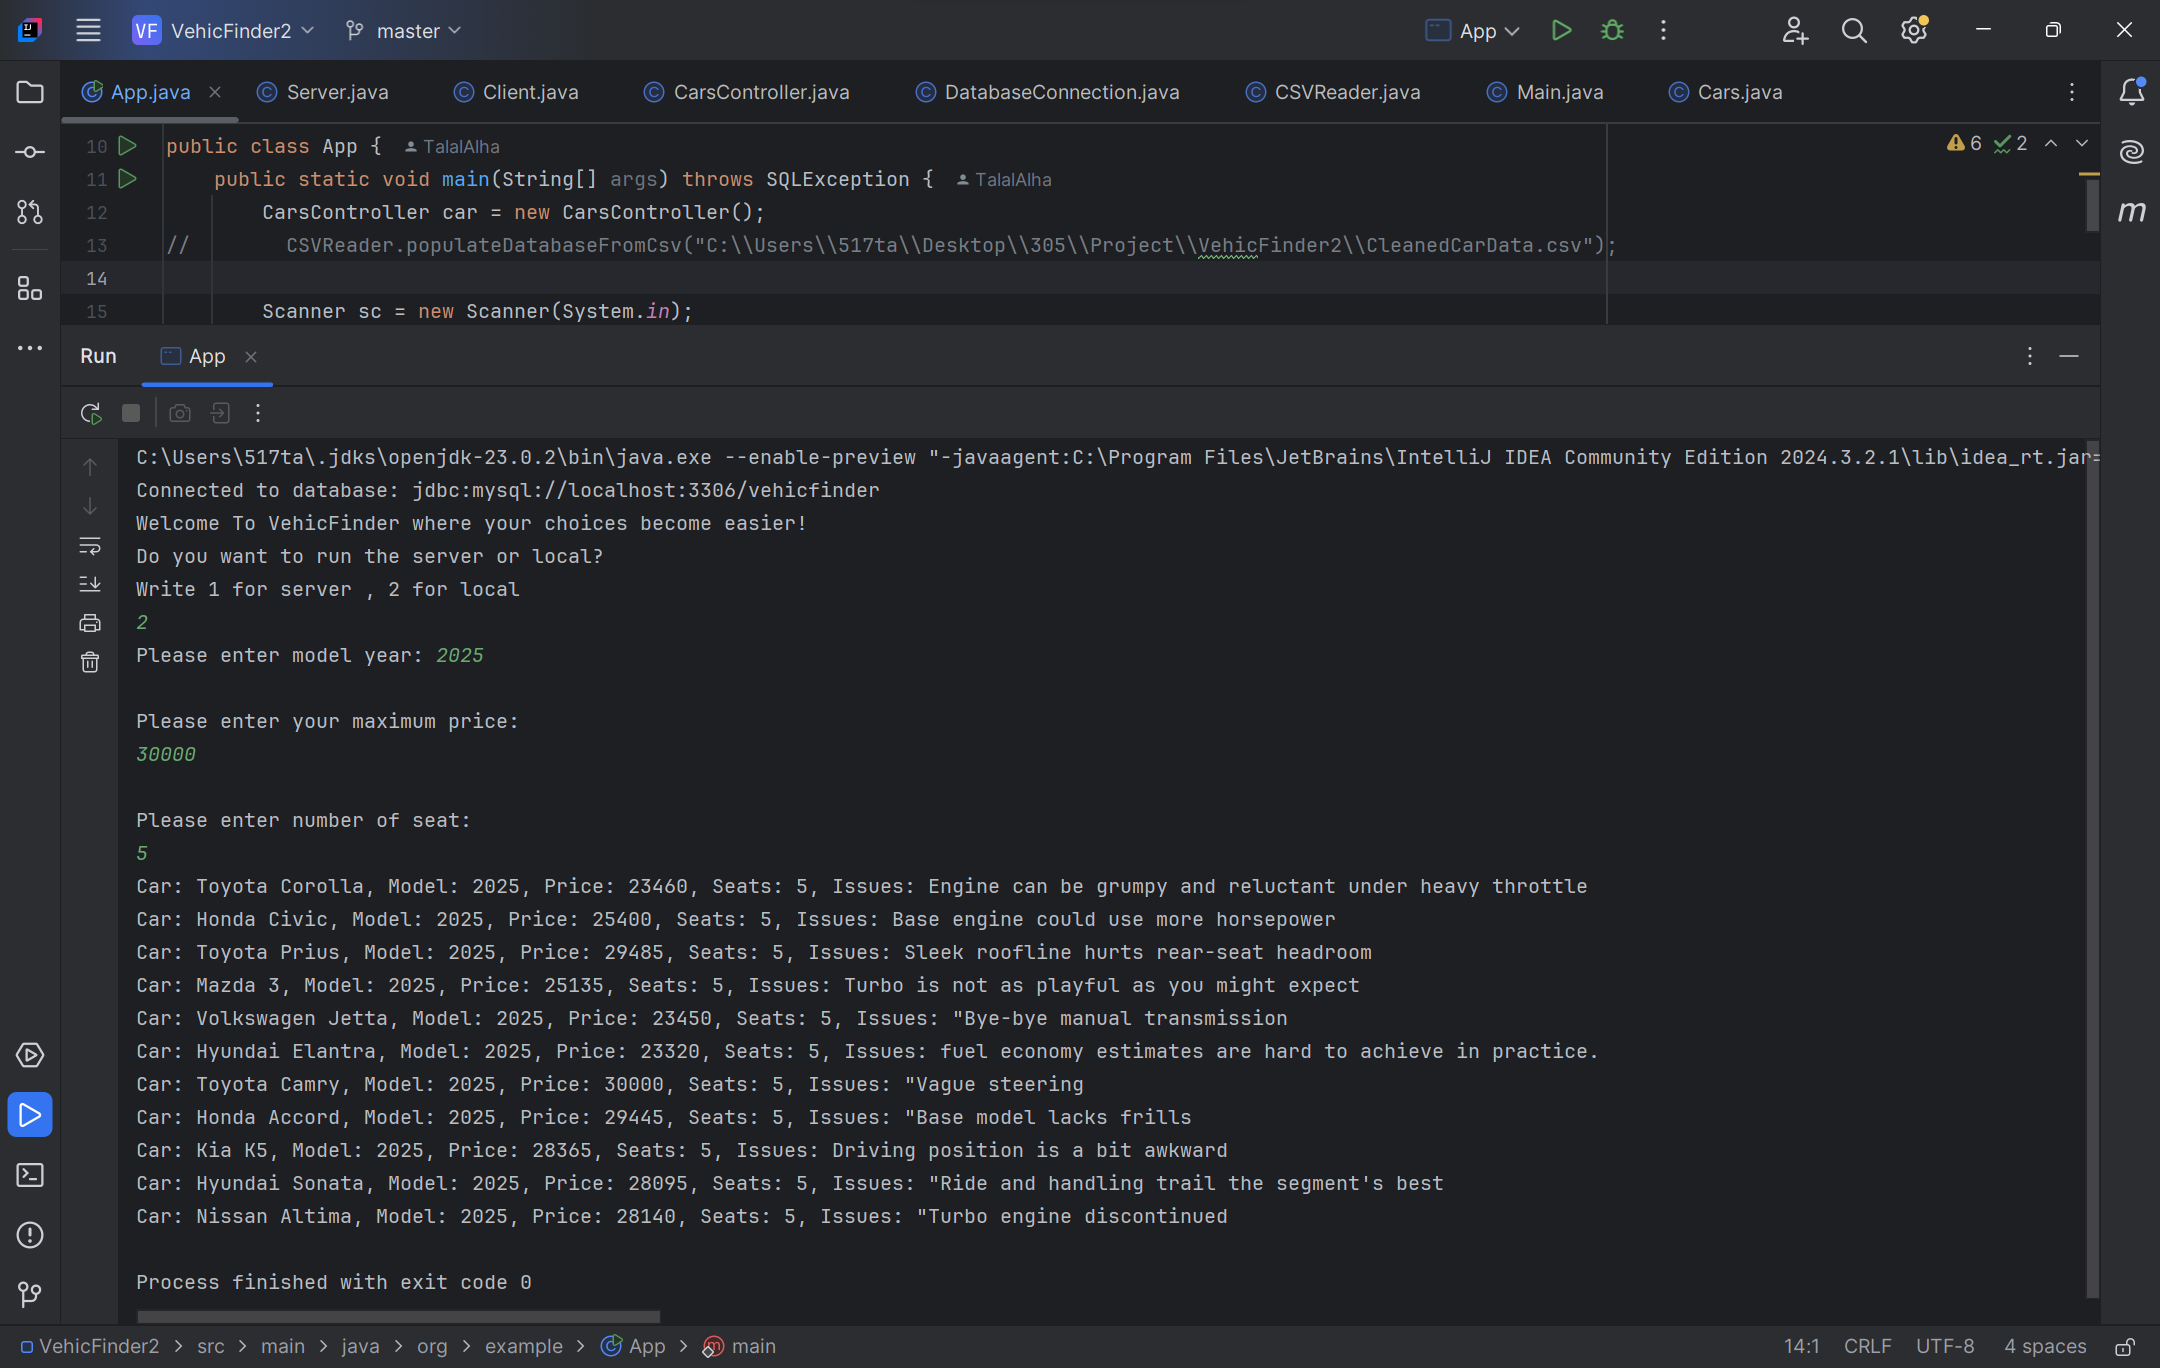 VF VehicFinder2 master App
App.java Server.java Client.java CarsController.java DatabaseConnection.java CSVReader.java Main.java Cars.java
10 public class App { TalalAlha 6 2
11 public static void main(String[] args) throws SQLException { TalalAlha
12 CarsController car = new CarsController();
13 // CSVReader.populateDatabaseFromCsv("C:\\Users\\517ta\\Desktop\\305\\Project\\VehicFinder2\\CleanedCarData.csv");
14
15 Scanner sc = new Scanner(System.in);
Run App
C:\Users\517ta\.jdks\openjdk-23.0.2\bin\java.exe --enable-preview "-javaagent:C:\Program Files\JetBrains\IntelliJ IDEA Community Edition 2024.3.2.1\lib\idea_rt.jar=
Connected to database: jdbc:mysql://localhost:3306/vehicfinder
Welcome To VehicFinder where your choices become easier!
Do you want to run the server or local?
Write 1 for server , 2 for local
2
Please enter model year: 2025
Please enter your maximum price:
30000
Please enter number of seat:
5
Car: Toyota Corolla, Model: 2025, Price: 23460, Seats: 5, Issues: Engine can be grumpy and reluctant under heavy throttle
Car: Honda Civic, Model: 2025, Price: 25400, Seats: 5, Issues: Base engine could use more horsepower
Car: Toyota Prius, Model: 2025, Price: 29485, Seats: 5, Issues: Sleek roofline hurts rear-seat headroom
Car: Mazda 3, Model: 2025, Price: 25135, Seats: 5, Issues: Turbo is not as playful as you might expect
Car: Volkswagen Jetta, Model: 2025, Price: 23450, Seats: 5, Issues: "Bye-bye manual transmission
Car: Hyundai Elantra, Model: 2025, Price: 23320, Seats: 5, Issues: fuel economy estimates are hard to achieve in practice.
Car: Toyota Camry, Model: 2025, Price: 30000, Seats: 5, Issues: "Vague steering
Car: Honda Accord, Model: 2025, Price: 29445, Seats: 5, Issues: "Base model lacks frills
Car: Kia K5, Model: 2025, Price: 28365, Seats: 5, Issues: Driving position is a bit awkward
Car: Hyundai Sonata, Model: 2025, Price: 28095, Seats: 5, Issues: "Ride and handling trail the segment's best
Car: Nissan Altima, Model: 2025, Price: 28140, Seats: 5, Issues: "Turbo engine discontinued
Process finished with exit code 0
VehicFinder2 > src > main > java > org > example > App > main 14:1 CRLF UTF-8 4 spaces